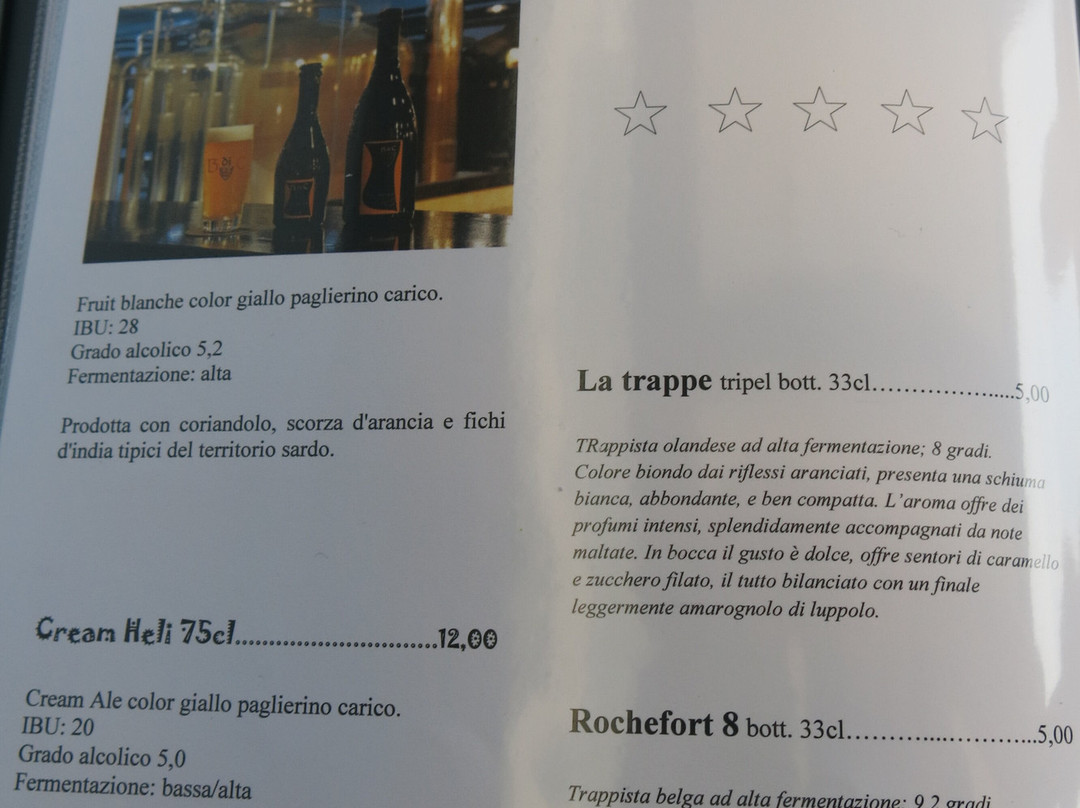 B C
B&C
Fruit blanche color giallo paglierino carico.
IBU: 28
Grado alcolico 5,2
Fermentazione: alta
Prodotta con coriandolo, scorza d'arancia e fichi
d'india tipici del territorio sardo.
Cream Heli 75cl..............................12,00
Cream Ale color giallo paglierino carico.
IBU: 20
Grado alcolico 5,0
Fermentazione: bassa/alta
La trappe tripel bott. 33cl.....................5,00
TRappista olandese ad alta fermentazione; 8 gradi.
Colore biondo dai riflessi aranciati, presenta una schiuma
bianca, abbondante, e ben compatta. L'aroma offre dei
profumi intensi, splendidamente accompagnati da note
maltate. In bocca il gusto è dolce, offre sentori di caramello
e zucchero filato, il tutto bilanciato con un finale
leggermente amarognolo di luppolo.
Rochefort 8 bott. 33cl.........................5,00
Trappista belga ad alta fermentazione; 9,2 gradi